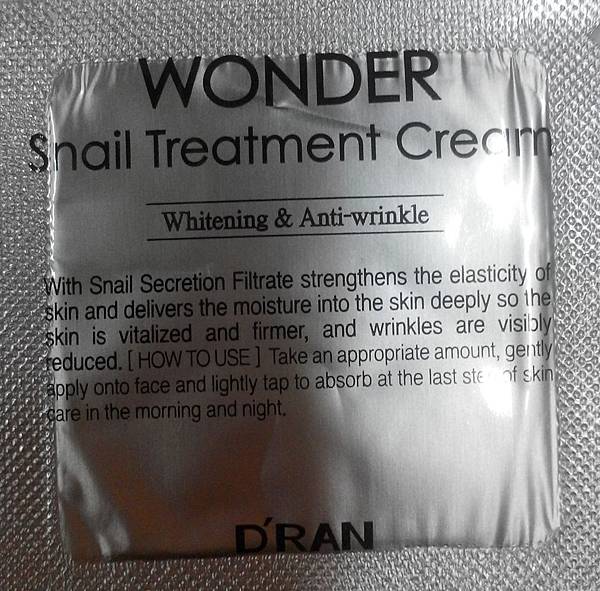 WONDER
Snail Treatment Cream
Whitening & Anti-wrinkle
With Snail Secretion Filtrate strengthens the elasticity of
skin and delivers the moisture into the skin deeply so the
skin is vitalized and firmer, and wrinkles are visibly
reduced. [ HOW TO USE ] Take an appropriate amount, gently
apply onto face and lightly tap to absorb at the last step of skin
care in the morning and night.
D'RAN